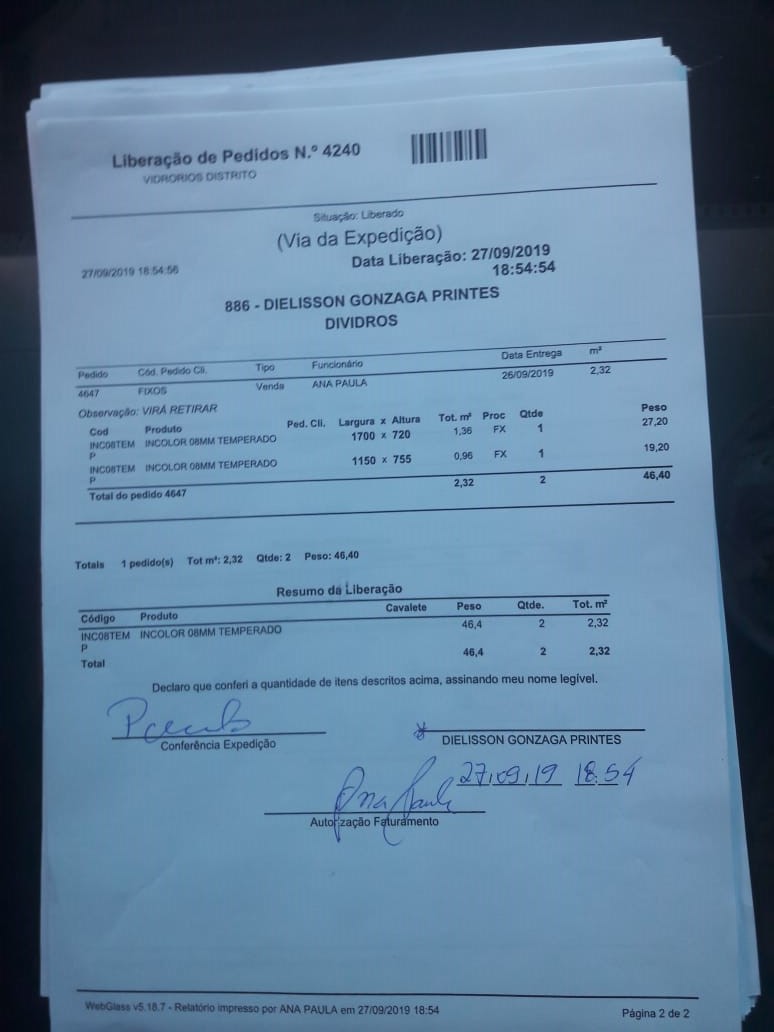 Liberação de Pedidos N.º 4240
VIDRORIOS DISTRITO
Situação: Liberado
(Via da Expedição)
27/09/2019 18:54:56 Data Liberação: 27/09/2019
18:54:54
886 - DIELISSON GONZAGA PRINTES
DIVIDROS
Pedido Cód. Pedido Cli. Tipo Funcionário Data Entrega m²
4647 FIXOS Venda ANA PAULA 26/09/2019 2,32
Observação: VIRÁ RETIRAR
Cod Produto Ped. Cli. Largura x Altura Tot. m² Proc Qtde Peso
INC08TEM INCOLOR 08MM TEMPERADO 1700 x 720 1,36 FX 1 27,20
P
INC08TEM INCOLOR 08MM TEMPERADO 1150 x 755 0,96 FX 1 19,20
P
Total do pedido 4647 2,32 2 46,40
Totais 1 pedido(s) Tot m²: 2,32 Qtde: 2 Peso: 46,40
Resumo da Liberação
Código Produto Cavalete Peso Qtde. Tot. m²
INC08TEM INCOLOR 08MM TEMPERADO 46,4 2 2,32
P
Total 46,4 2 2,32
Declaro que conferi a quantidade de itens descritos acima, assinando meu nome legível.
Conferência Expedição
DIELISSON GONZAGA PRINTES
27/09/19 18:54
Ana Paula
Autorização Faturamento
WebGlass v5.18.7 - Relatório impresso por ANA PAULA em 27/09/2019 18:54
Página 2 de 2